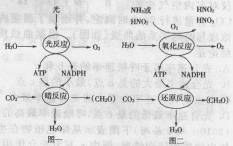 光
H₂O
光反应
O₂
ATP
NADPH
CO₂
暗反应
(CH₂O)
H₂O
图一
NH₃或
HNO₂
HNO₂
HNO₃
O₂
H₂O
氧化反应
O₂
ATP
NADPH
CO₂
还原反应
(CH₂O)
H₂O
图二